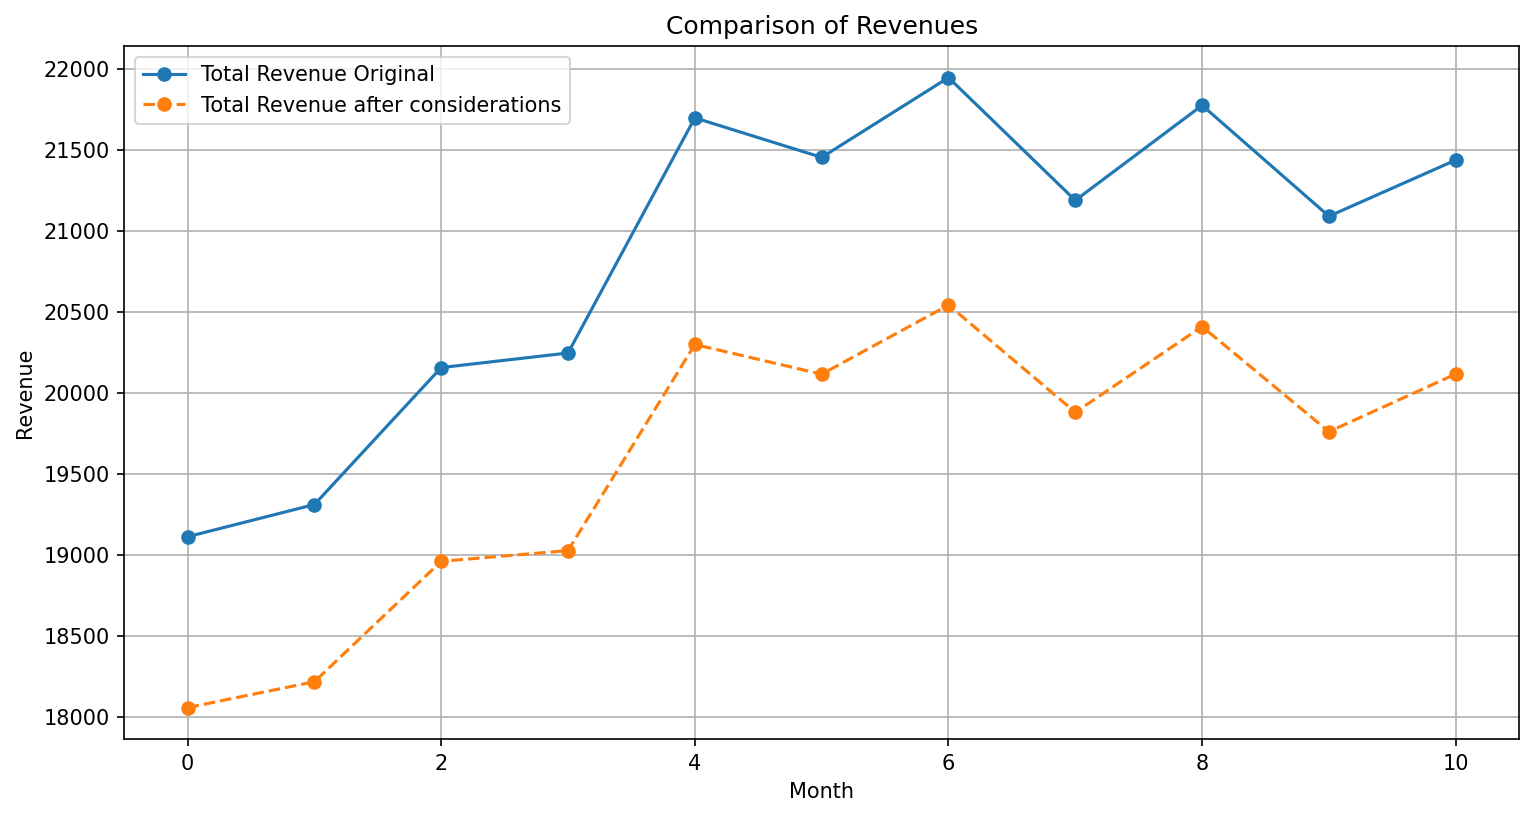 Comparison of Revenues
Total Revenue Original
Total Revenue after considerations
22000
21500
21000
20500
20000
19500
19000
18500
18000
Revenue
0 2 4 6 8 10
Month